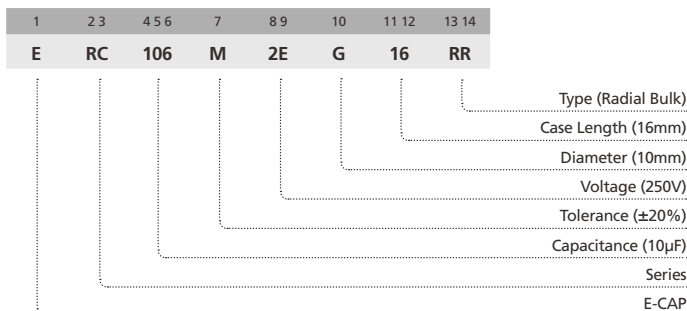 1 2 3 4 5 6 7 8 9 10 11 12 13 14
E RC 106 M 2E G 16 RR
Type (Radial Bulk)
Case Length (16mm)
Diameter (10mm)
Voltage (250V)
Tolerance (±20%)
Capacitance (10µF)
Series
E-CAP